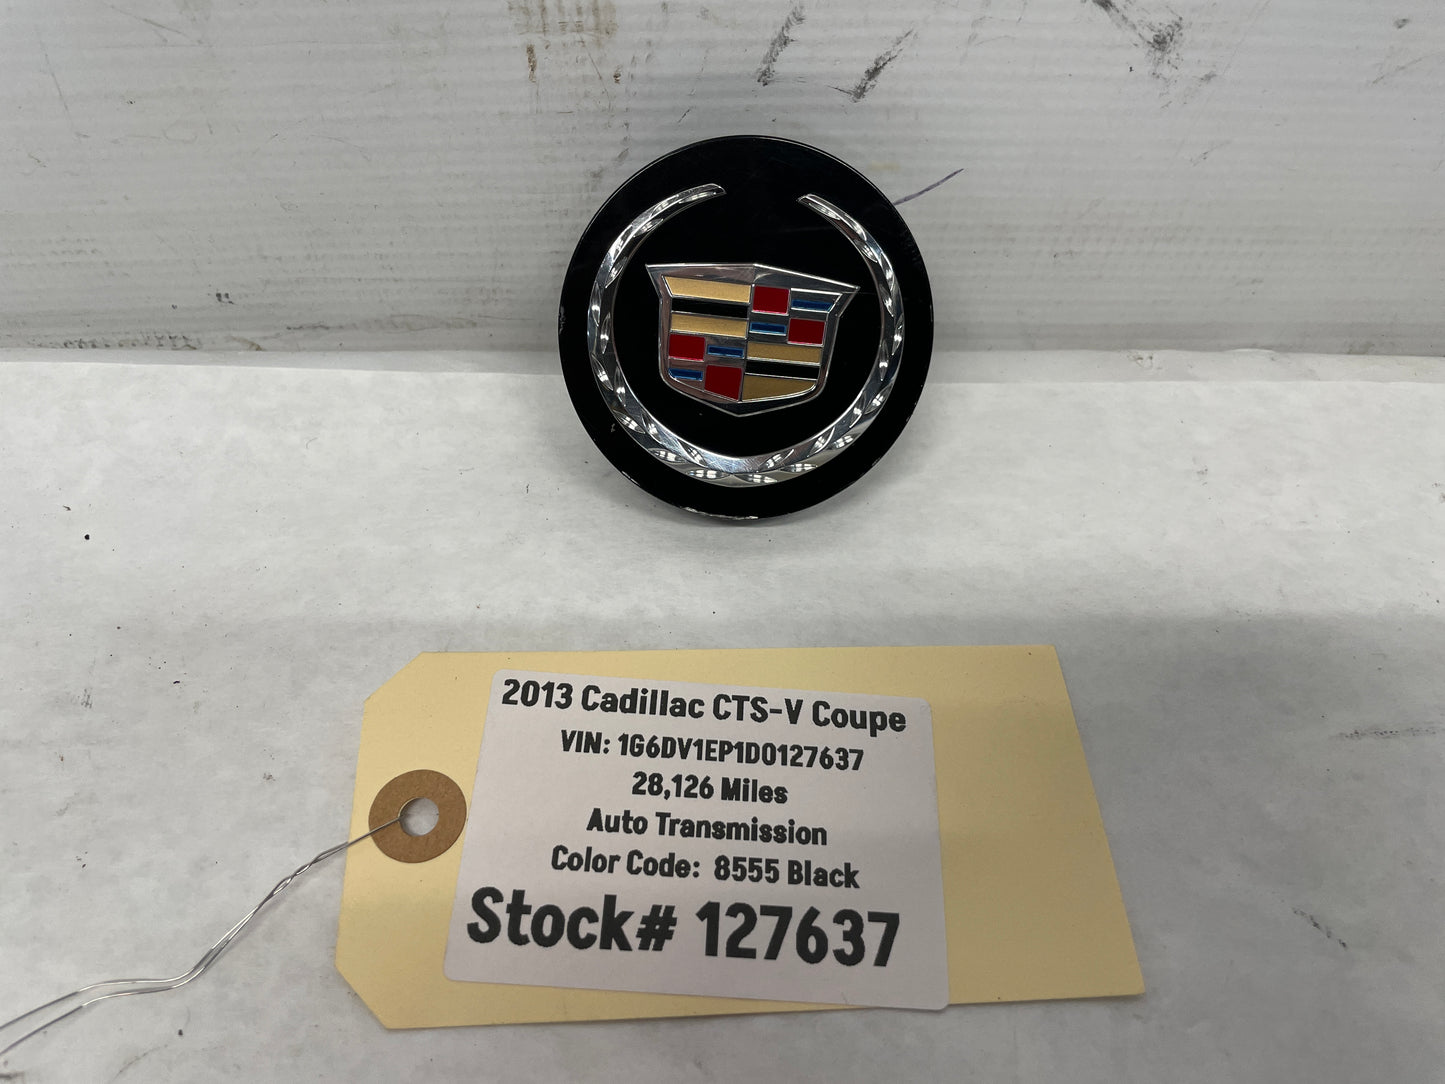 2013 Cadillac CTS-V Coupe
VIN: 1G6DV1EP1D0127637
28,126 Miles
Auto Transmission
Color Code: 8555 Black
Stock# 127637